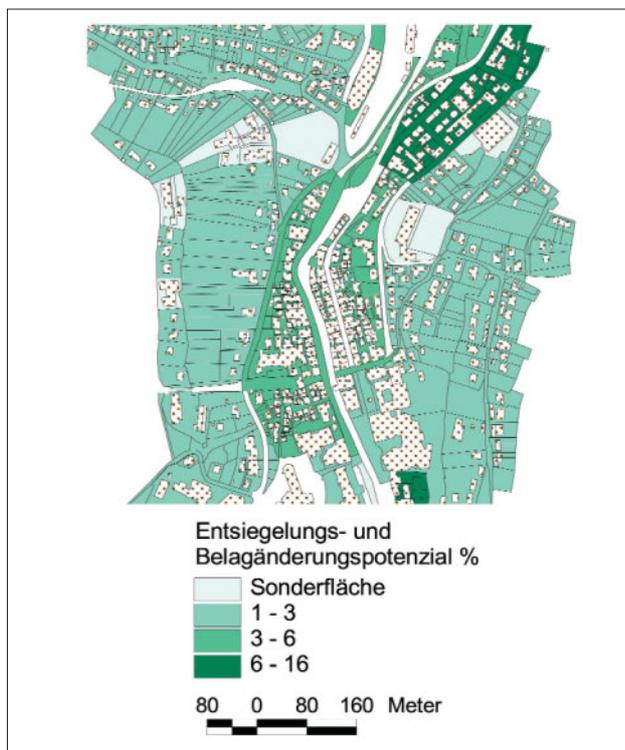 Entsiegelungs- und
Belagänderungspotenzial %
Sonderfläche
1 - 3
3 - 6
6 - 16
80 0 80 160 Meter